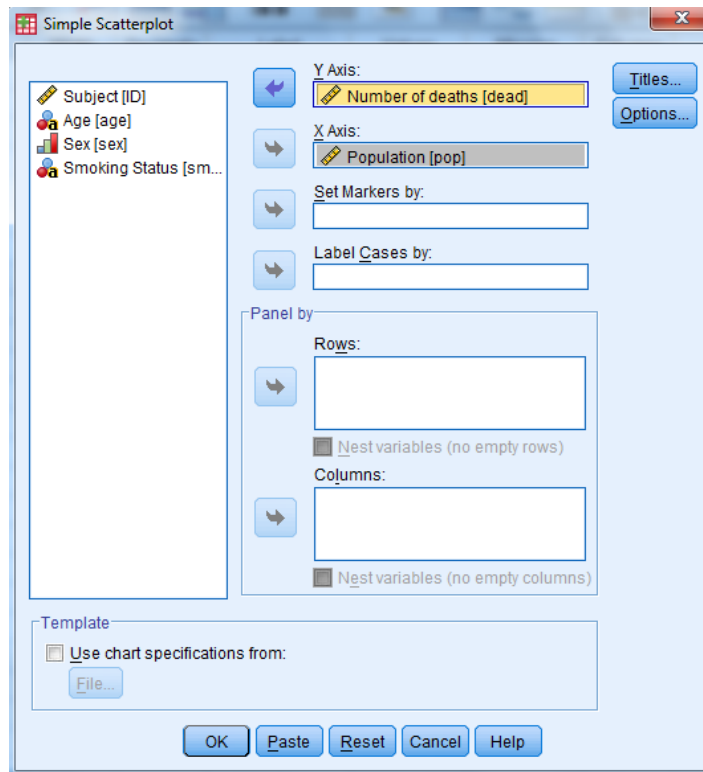 Simple Scatterplot
Subject [ID]
Age [age]
Sex [sex]
Smoking Status [sm...
Y Axis:
Number of deaths [dead]
X Axis:
Population [pop]
Set Markers by:
Label Cases by:
Titles...
Options...
Panel by
Rows:
Nest variables (no empty rows)
Columns:
Nest variables (no empty columns)
Template
Use chart specifications from:
File...
OK
Paste
Reset
Cancel
Help